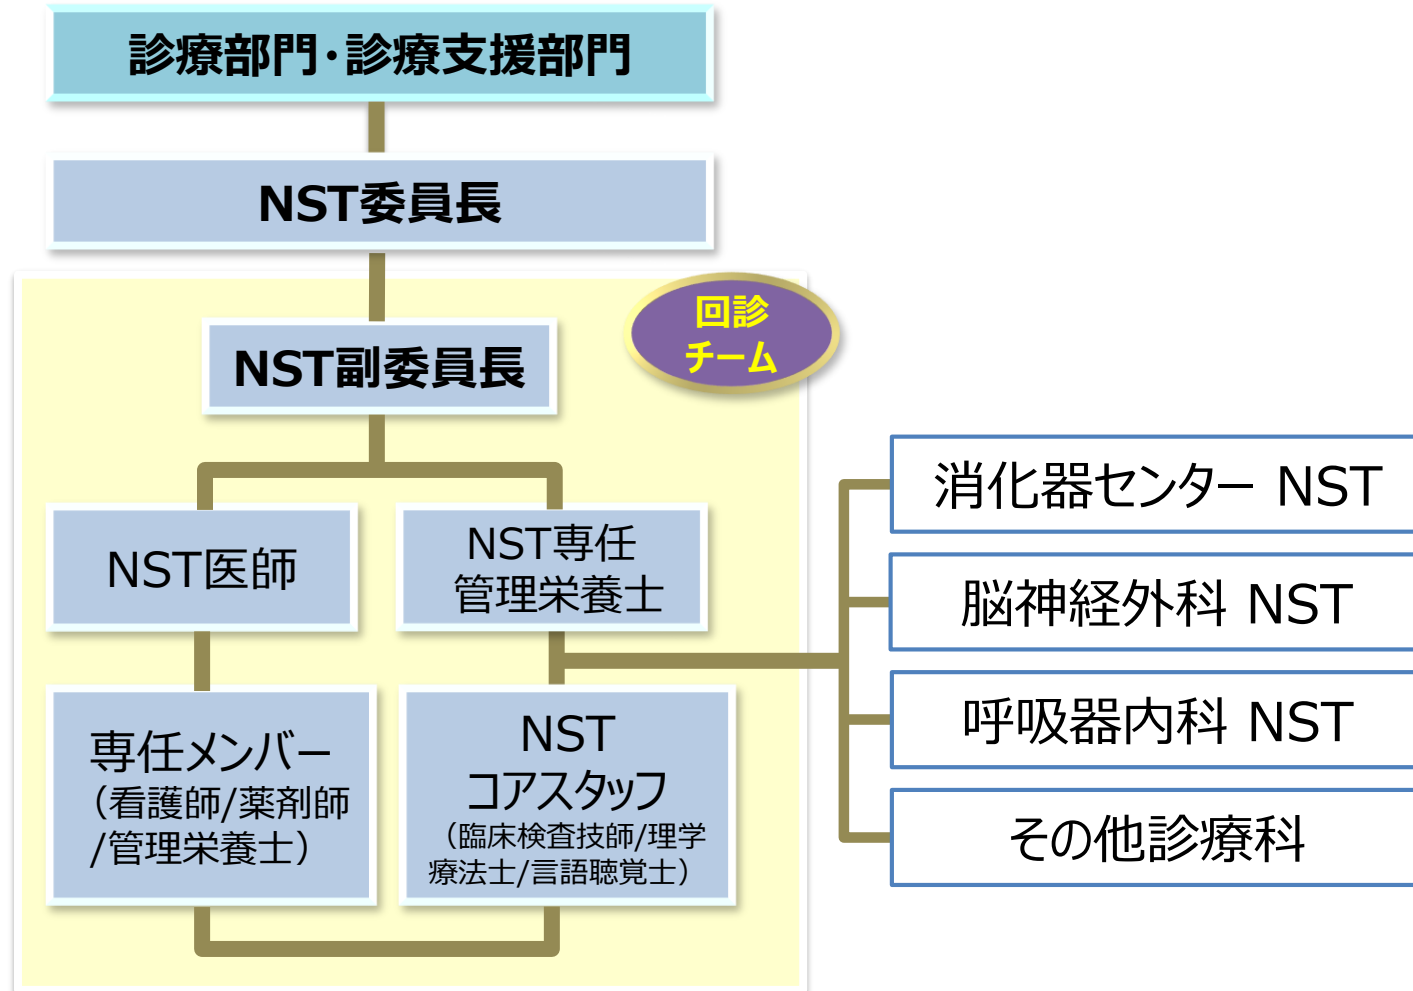 診療部門・診療支援部門
NST委員長
回診
チーム
NST副委員長
NST医師
NST専任
管理栄養士
専任メンバー
（看護師/薬剤師
/管理栄養士）
NST
コアスタッフ
（臨床検査技師/理学
療法士/言語聴覚士）
消化器センター NST
脳神経外科 NST
呼吸器内科 NST
その他診療科